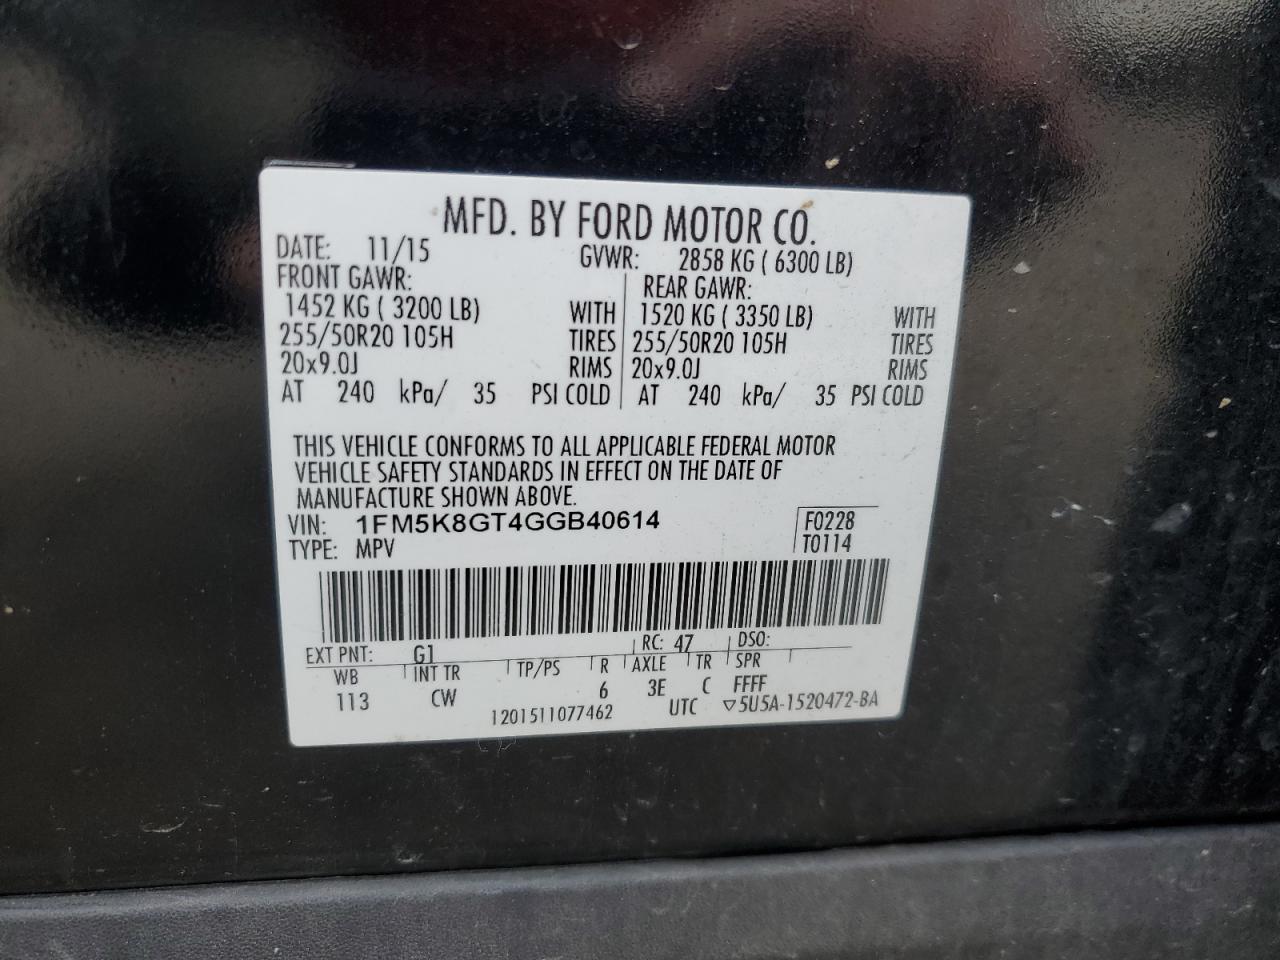 MFD. BY FORD MOTOR CO.
DATE: 11/15 GVWR: 2858 KG ( 6300 LB)
FRONT GAWR: REAR GAWR:
1452 KG ( 3200 LB) WITH 1520 KG ( 3350 LB) WITH
255/50R20 105H TIRES 255/50R20 105H TIRES
20x9.0J RIMS 20x9.0J RIMS
AT 240 kPa/ 35 PSI COLD AT 240 kPa/ 35 PSI COLD
THIS VEHICLE CONFORMS TO ALL APPLICABLE FEDERAL MOTOR
VEHICLE SAFETY STANDARDS IN EFFECT ON THE DATE OF
MANUFACTURE SHOWN ABOVE.
VIN: 1FM5K8GT4GGB40614 F0228
TYPE: MPV T0114
EXT PNT: G1 RC: 47 DSO:
WB INT TR TP/PS R AXLE TR SPR
113 CW 6 3E C FFFF
1201511077462 UTC ▽5U5A-1520472-BA